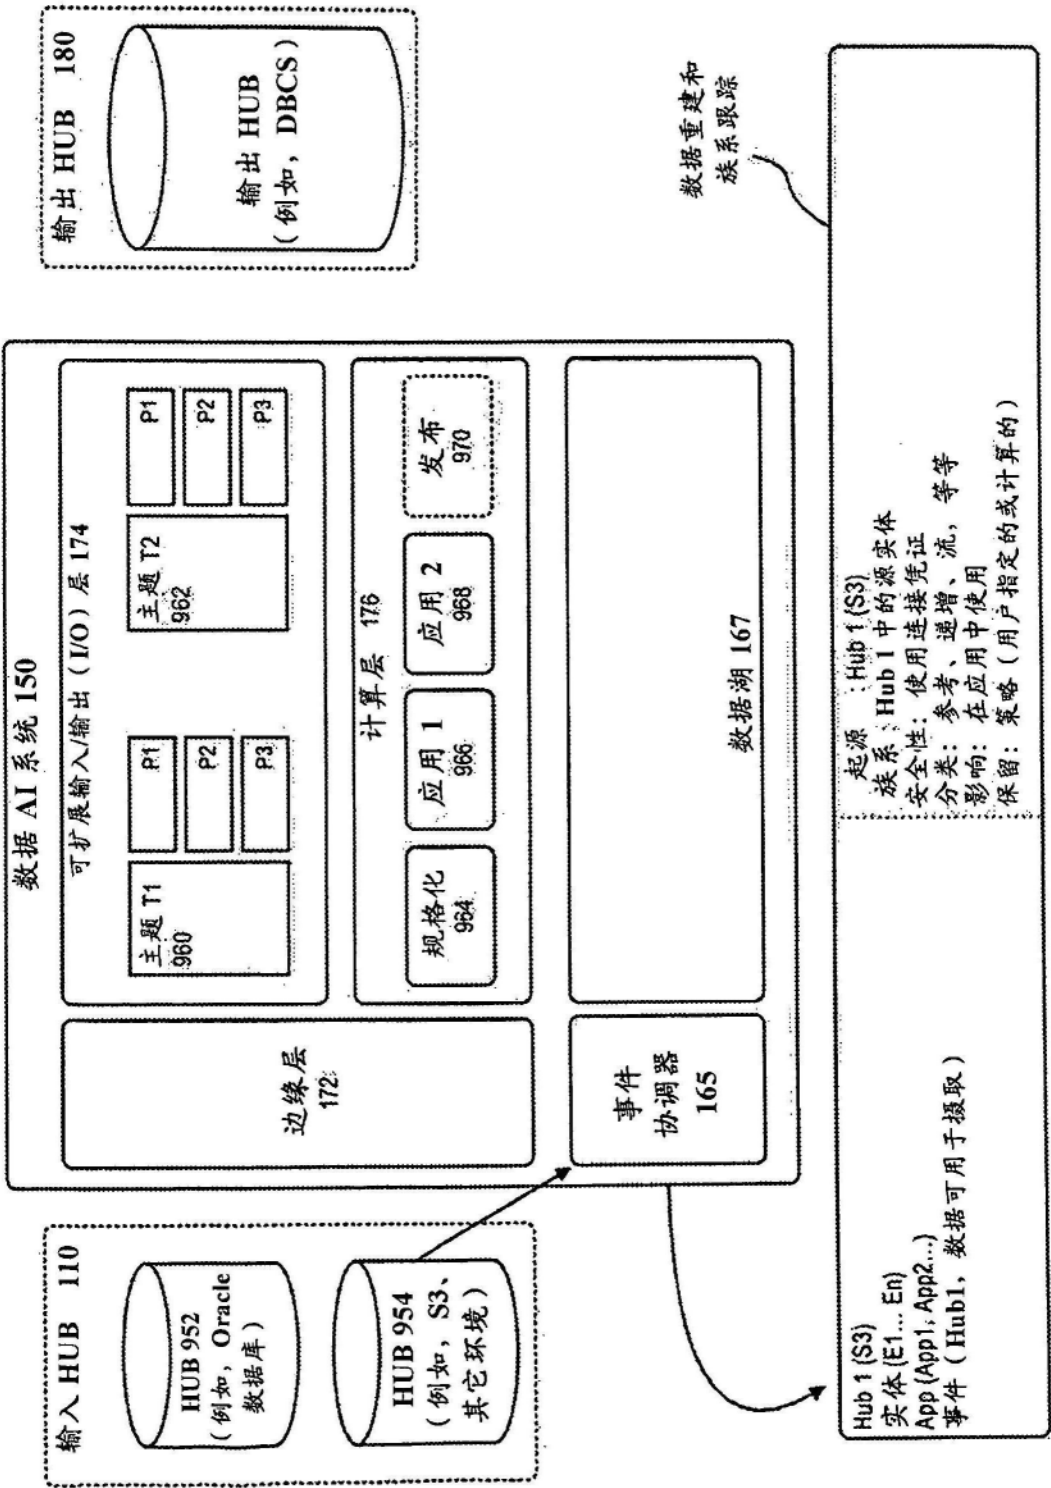 输入 HUB 110
HUB 952
(例如，Oracle
数据库)
HUB 954
(例如，S3、
其它环境)
数据 AI 系统 150
边缘层
172
可扩展输入/输出 (I/O) 层 174
主题 T1
960
P1
P2
P3
主题 T2
962
P1
P2
P3
计算层 176
规格化
964
应用 1
966
应用 2
968
发布
970
事件
协调器
165
数据湖 167
输出 HUB 180
输出 HUB
(例如，DBCS)
数据重建和
族系跟踪
Hub 1 (S3)
实体 (E1... En)
App (App1, App2...)
事件 (Hub1，数据可用于摄取)
起源 : Hub 1 (S3)
族系 : Hub 1 中的源实体
安全性: 使用连接凭证
分类: 参考、递增、流，等等
影响: 在应用中使用
保留: 策略 (用户指定的或计算的)